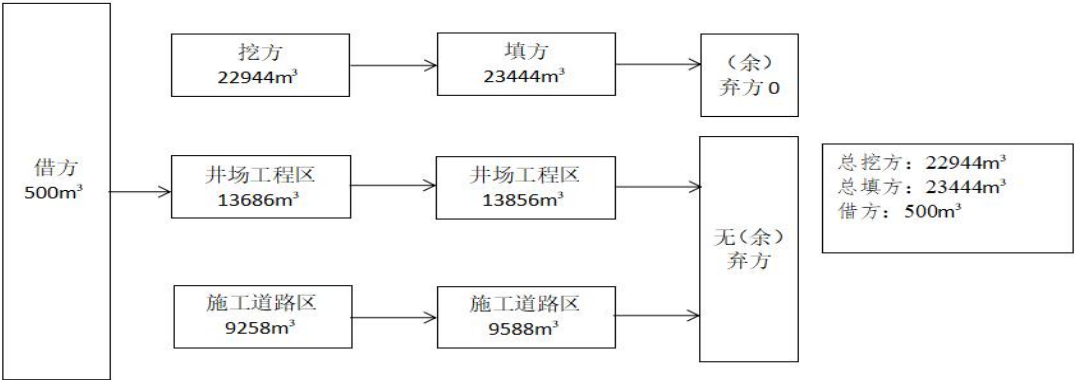 借方
500m³
挖方
22944m³
填方
23444m³
（余）
弃方 0
井场工程区
13686m³
井场工程区
13856m³
施工道路区
9258m³
施工道路区
9588m³
无（余）
弃方
总挖方：22944m³
总填方：23444m³
借方：500m³